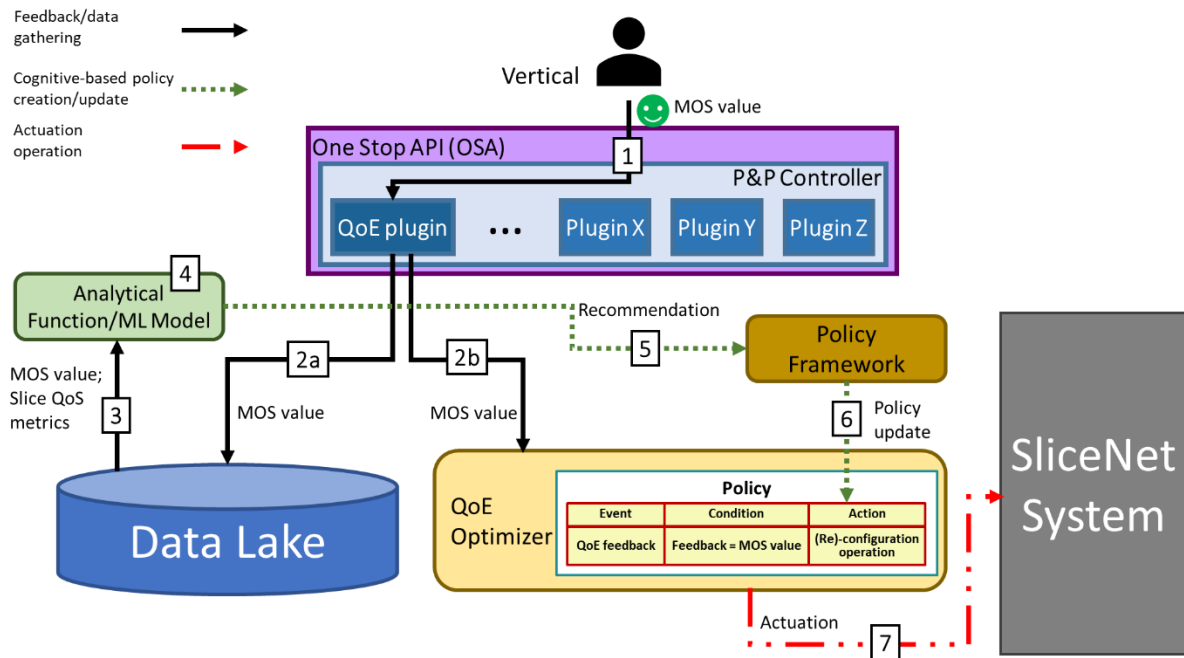 Feedback/data
gathering
Cognitive-based policy
creation/update
Actuation
operation
Vertical
MOS value
One Stop API (OSA)
1
P&P Controller
QoE plugin
...
Plugin X
Plugin Y
Plugin Z
4
Analytical
Function/ML Model
Recommendation
5
Policy
Framework
2a
2b
MOS value;
Slice QoS
metrics
3
MOS value
MOS value
6
Policy
update
Data Lake
QoE
Optimizer
Policy
Event
Condition
Action
QoE feedback
Feedback = MOS value
(Re)-configuration
operation
Actuation
7
SliceNet
System